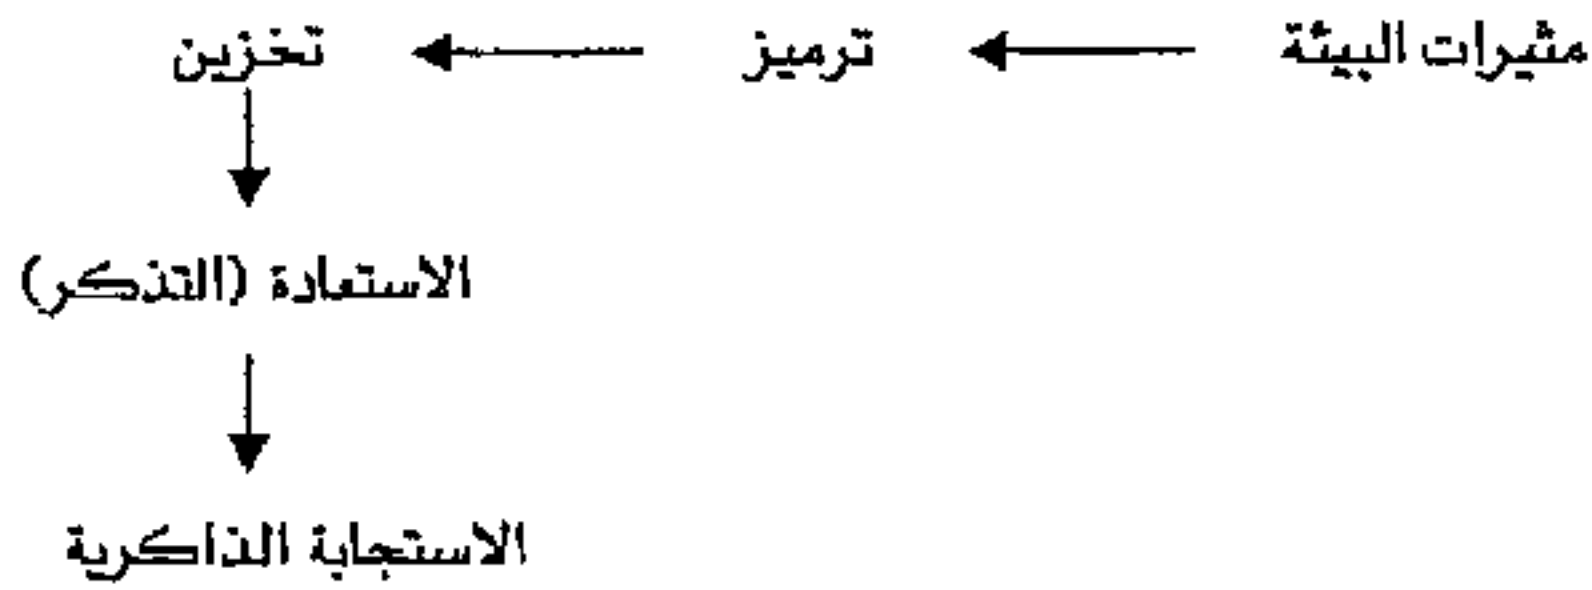 مثيرات البيئة ترميز تخزين
الاستعادة (التذكر)
الاستجابة الذاكرية